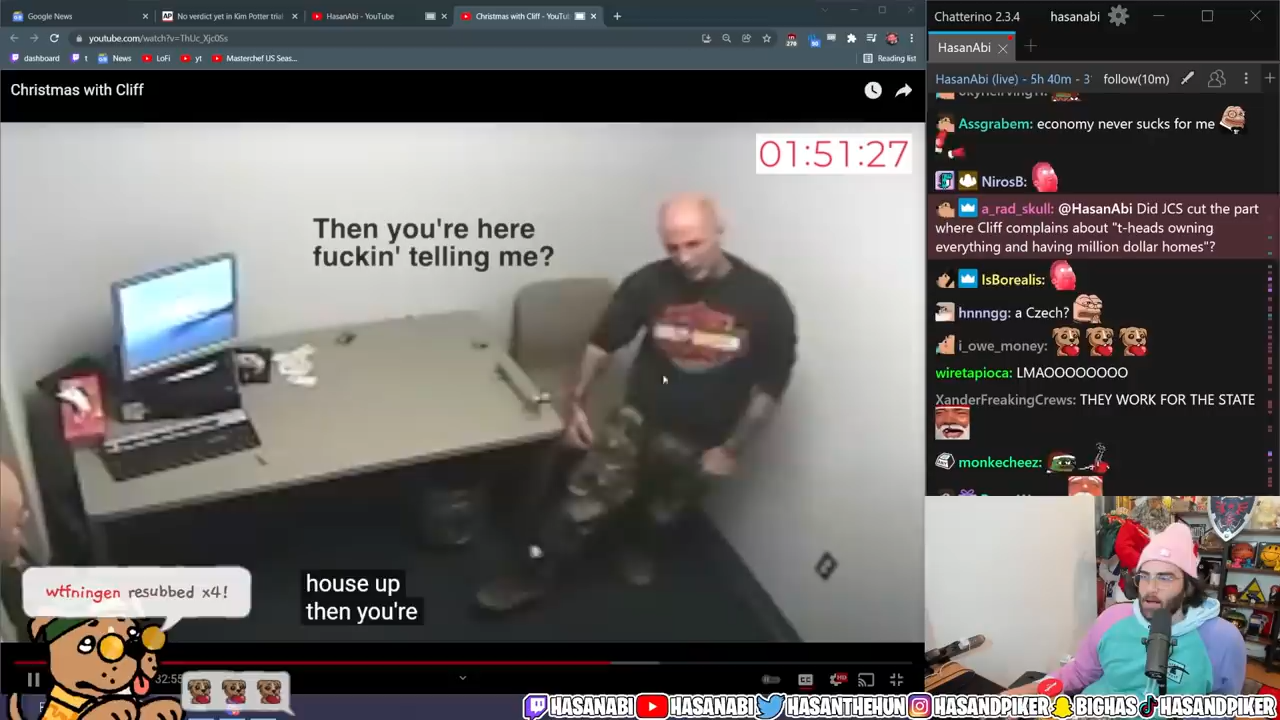 Google News
No verdict yet in Kim Potter tria
HasanAbi - YouTube
Christmas with Cliff - YouTu
youtube.com/watch?v=ThUc_Xjc0Ss
dashboard
t
News
LoFi
yt
Masterchef US Seas...
Reading list
Christmas with Cliff
01:51:27
Then you're here
fuckin' telling me?
house up
then you're
wtfningen resubbed x4!
32:55
Chatterino 2.3.4
hasanabi
HasanAbi
HasanAbi (live) - 5h 40m - 3
follow(10m)
Assgrabem: economy never sucks for me
NirosB:
a_rad_skull: @HasanAbi Did JCS cut the part
where Cliff complains about "t-heads owning
everything and having million dollar homes"?
IsBorealis:
hnnngg: a Czech?
i_owe_money:
wiretapioca: LMAOOOOOOOO
XanderFreakingCrews: THEY WORK FOR THE STATE
monkecheez:
HASANABI
HASANABI
HASANTHEHUN
HASANDPIKER
BIGHAS
HASANDPIKER